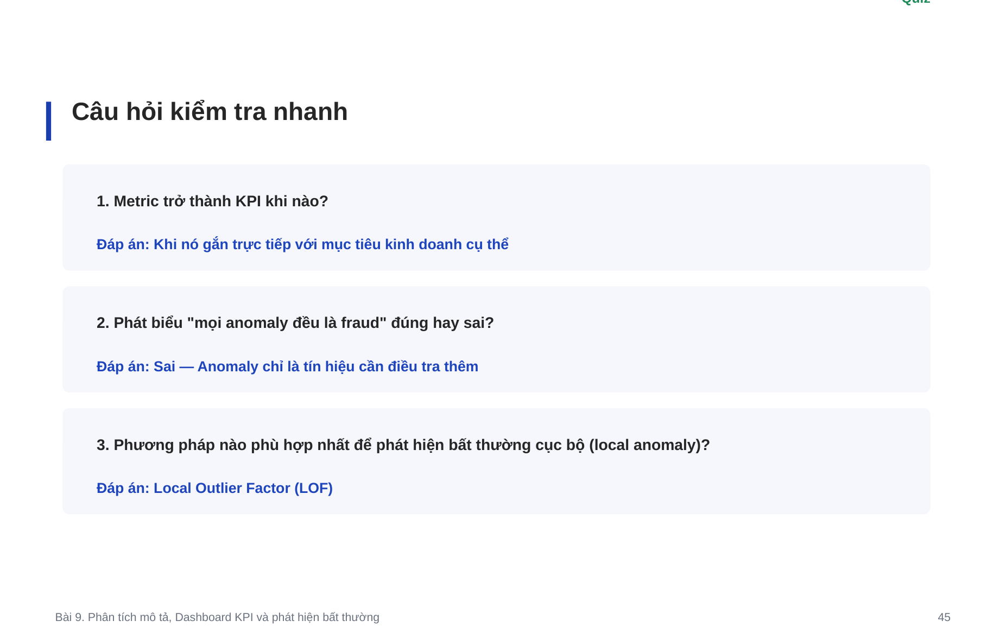 Quiz
Câu hỏi kiểm tra nhanh
1. Metric trở thành KPI khi nào?
Đáp án: Khi nó gắn trực tiếp với mục tiêu kinh doanh cụ thể
2. Phát biểu "mọi anomaly đều là fraud" đúng hay sai?
Đáp án: Sai — Anomaly chỉ là tín hiệu cần điều tra thêm
3. Phương pháp nào phù hợp nhất để phát hiện bất thường cục bộ (local anomaly)?
Đáp án: Local Outlier Factor (LOF)
Bài 9. Phân tích mô tả, Dashboard KPI và phát hiện bất thường
45